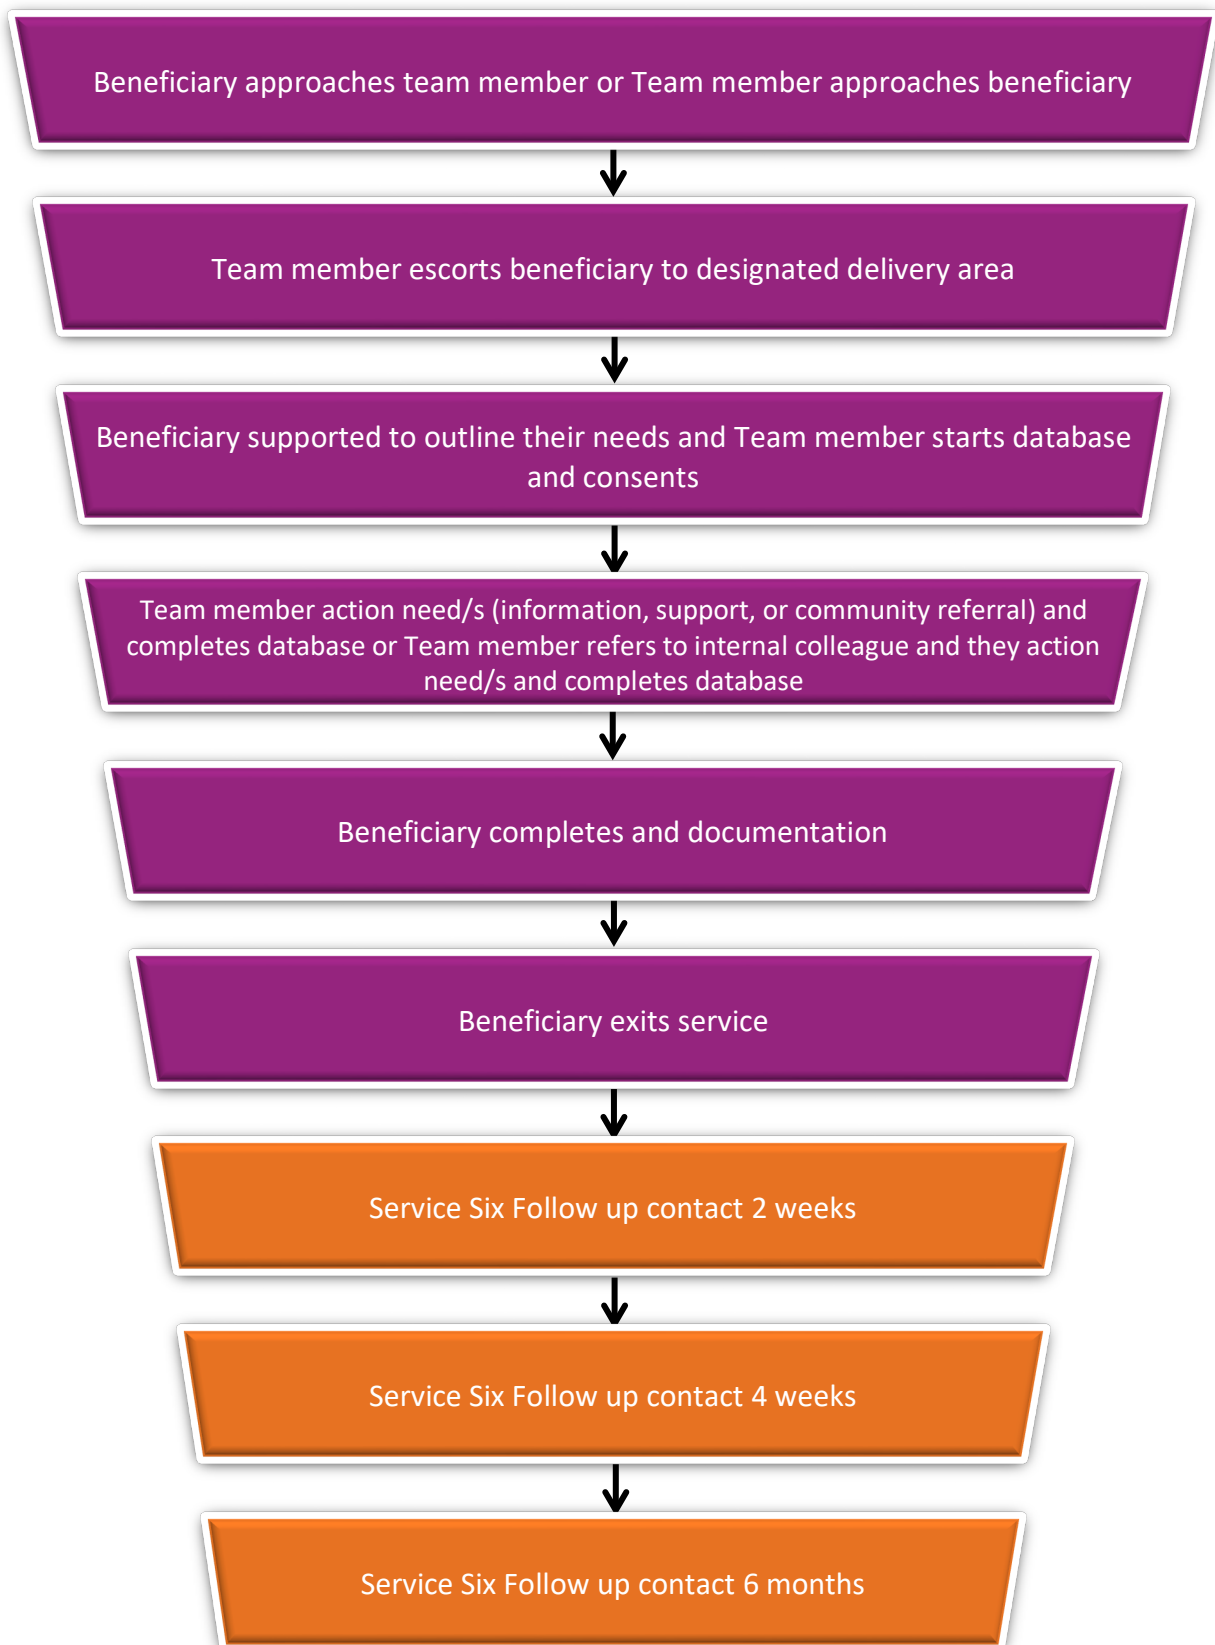 Beneficiary approaches team member or Team member approaches beneficiary
Team member escorts beneficiary to designated delivery area
Beneficiary supported to outline their needs and Team member starts database
and consents
Team member action need/s (information, support, or community referral) and
completes database or Team member refers to internal colleague and they action
need/s and completes database
Beneficiary completes and documentation
Beneficiary exits service
Service Six Follow up contact 2 weeks
Service Six Follow up contact 4 weeks
Service Six Follow up contact 6 months